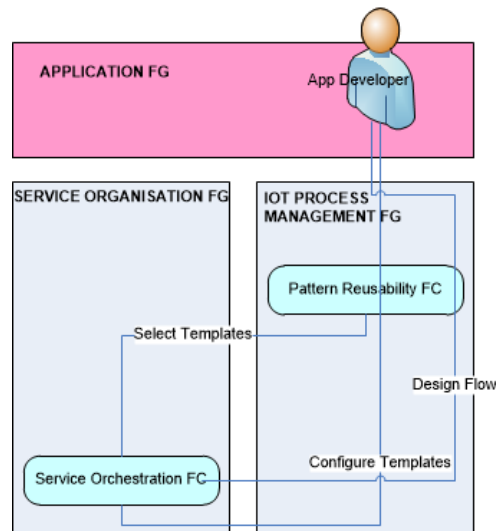 APPLICATION FG
App Developer
SERVICE ORGANISATION FG
IOT PROCESS
MANAGEMENT FG
Pattern Reusability FC
Select Templates
Design Flow
Configure Templates
Service Orchestration FC